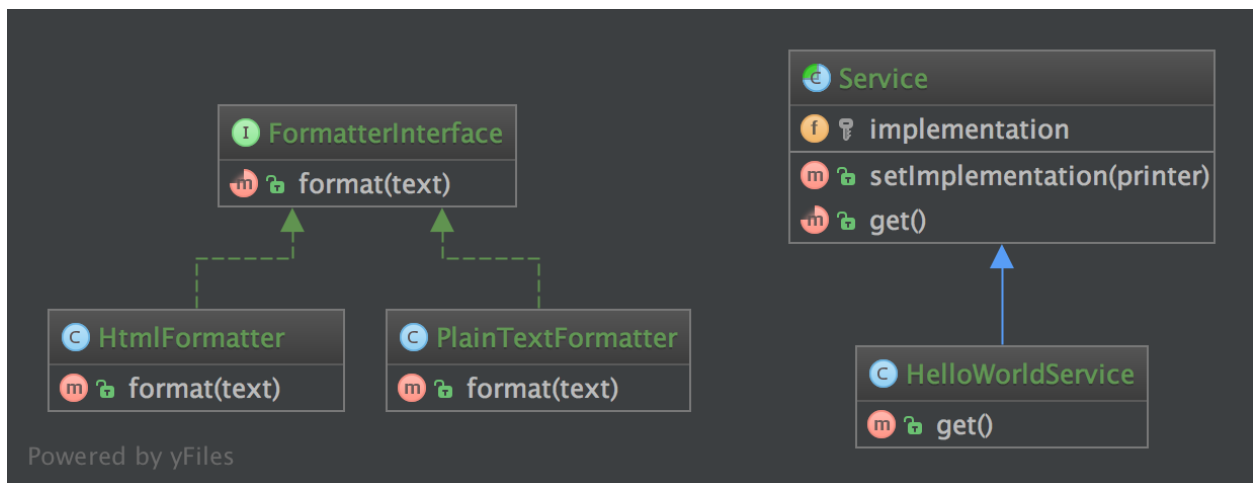 FormatterInterface
format(text)
HtmlFormatter
format(text)
PlainTextFormatter
format(text)
Service
implementation
setImplementation(printer)
get()
HelloWorldService
get()
Powered by yFiles